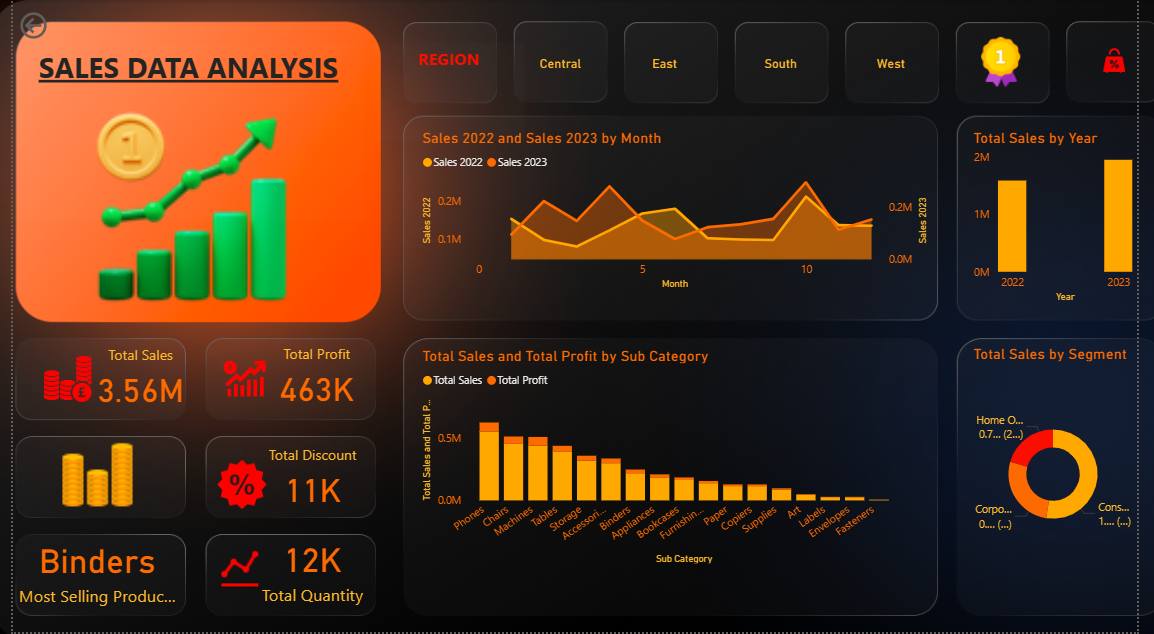 SALES DATA ANALYSIS
1
REGION
Central
East
South
West
1
%
Sales 2022 and Sales 2023 by Month
Sales 2022 Sales 2023
Sales 2022
0.2M
0.1M
0.2M
0.0M
Sales 2023
0 5 10
Month
Total Sales by Year
2M
1M
0M
2022 2023
Year
Total Sales
£
3.56M
Total Profit
463K
Total Discount
%
11K
Binders
Most Selling Produc...
12K
Total Quantity
Total Sales and Total Profit by Sub Category
Total Sales Total Profit
Total Sales and Total P...
0.5M
0.0M
Phones Chairs Machines Tables Storage Accessori... Binders Appliances Bookcases Furnishin... Paper Copiers Supplies Art Labels Envelopes Fasteners
Sub Category
Total Sales by Segment
Home O...
0.7... (2...)
Corpo...
0.... (...)
Cons...
1.... (...)